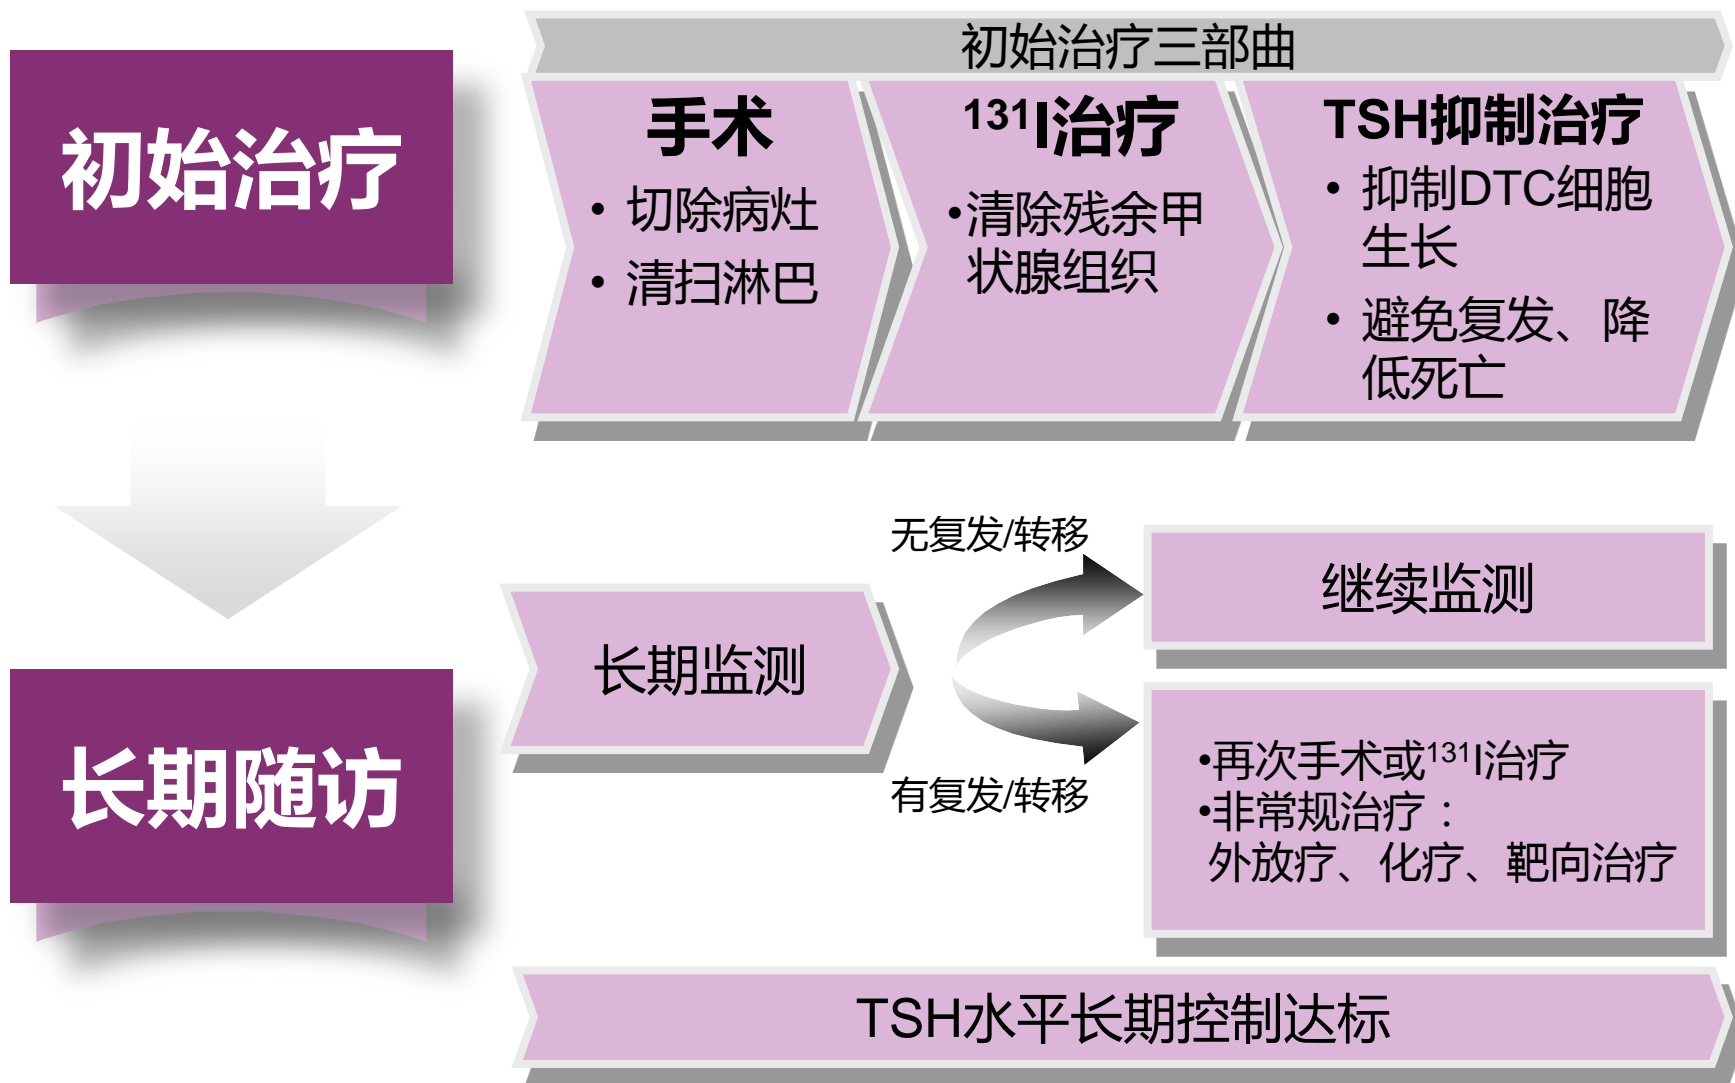 初始治疗
初始治疗三部曲
手术
• 切除病灶
• 清扫淋巴
¹³¹I治疗
•清除残余甲
状腺组织
TSH抑制治疗
• 抑制DTC细胞
生长
• 避免复发、降
低死亡
长期随访
长期监测
无复发/转移
继续监测
有复发/转移
•再次手术或¹³¹I治疗
•非常规治疗：
外放疗、化疗、靶向治疗
TSH水平长期控制达标